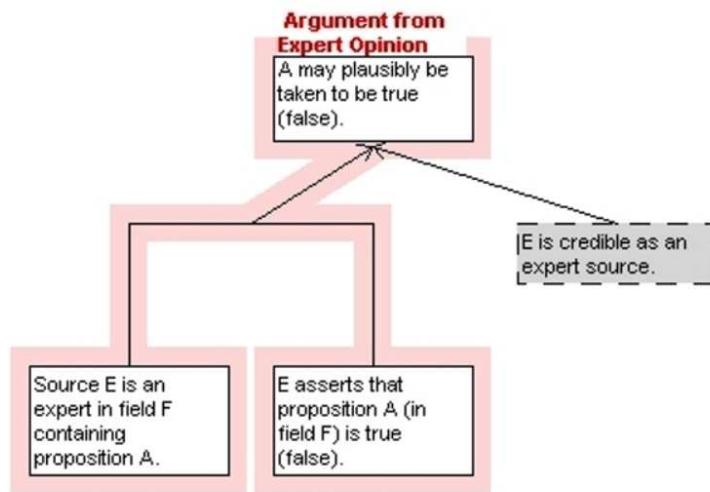 Argument from
Expert Opinion
A may plausibly be
taken to be true
(false).
E is credible as an
expert source.
Source E is an
expert in field F
containing
proposition A.
E asserts that
proposition A (in
field F) is true
(false).